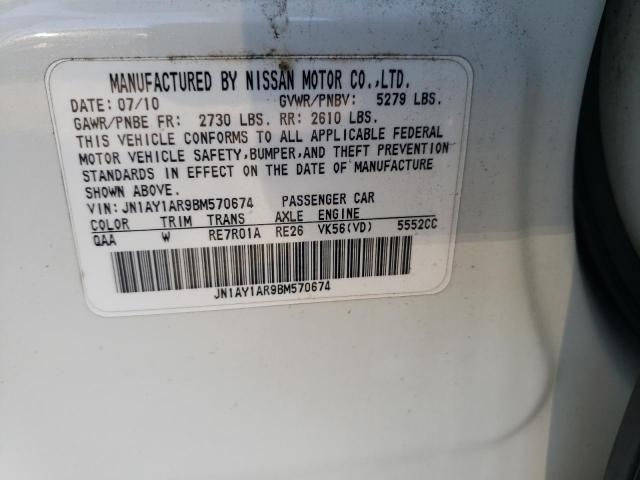 MANUFACTURED BY NISSAN MOTOR CO.,LTD.
DATE: 07/10 GVWR/PNBV: 5279 LBS.
GAWR/PNBE FR: 2730 LBS. RR: 2610 LBS.
THIS VEHICLE CONFORMS TO ALL APPLICABLE FEDERAL
MOTOR VEHICLE SAFETY,BUMPER,AND THEFT PREVENTION
STANDARDS IN EFFECT ON THE DATE OF MANUFACTURE
SHOWN ABOVE.
VIN: JN1AY1AR9BM570674 PASSENGER CAR
COLOR TRIM TRANS AXLE ENGINE
QAA W RE7R01A RE26 VK56(VD) 5552CC
JN1AY1AR9BM570674